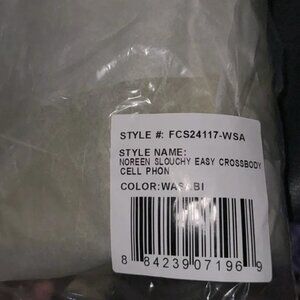 STYLE #: FCS24117-WSA
STYLE NAME:
NOREEN SLOUCHY EASY CROSSBODY
CELL PHON
COLOR:WASABI
8 84239 07196 9